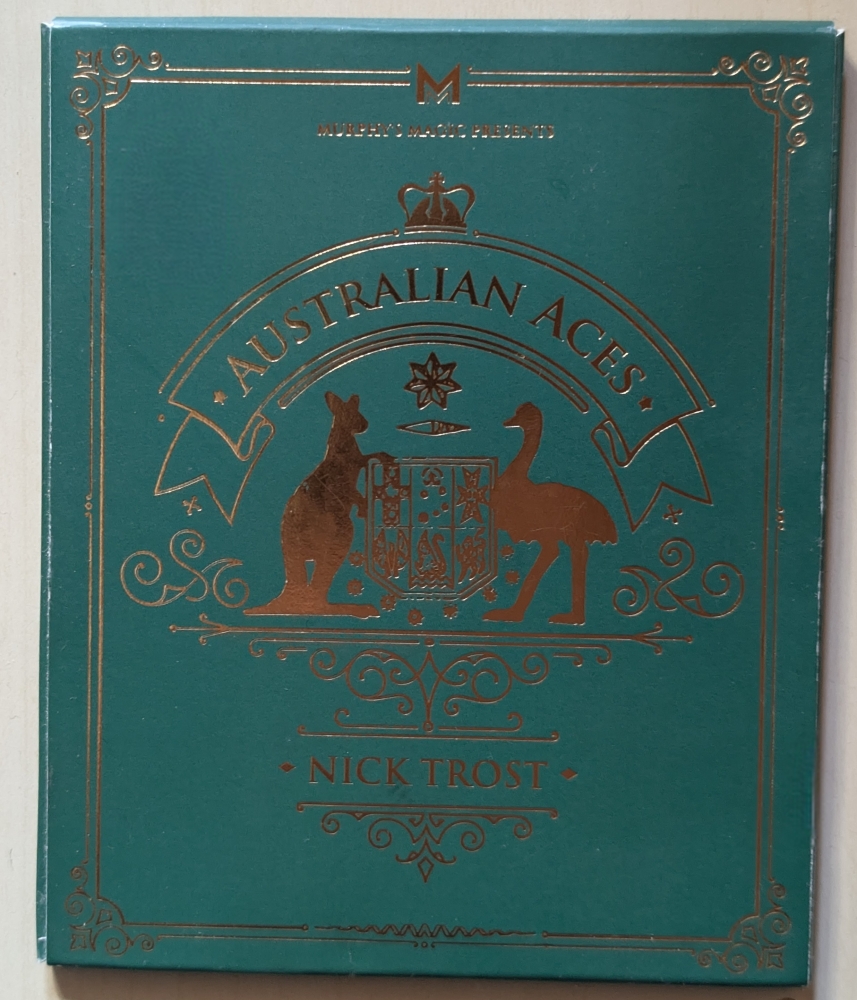 M
MURPHY'S MAGIC PRESENTS
AUSTRALIAN ACES
NICK TROST